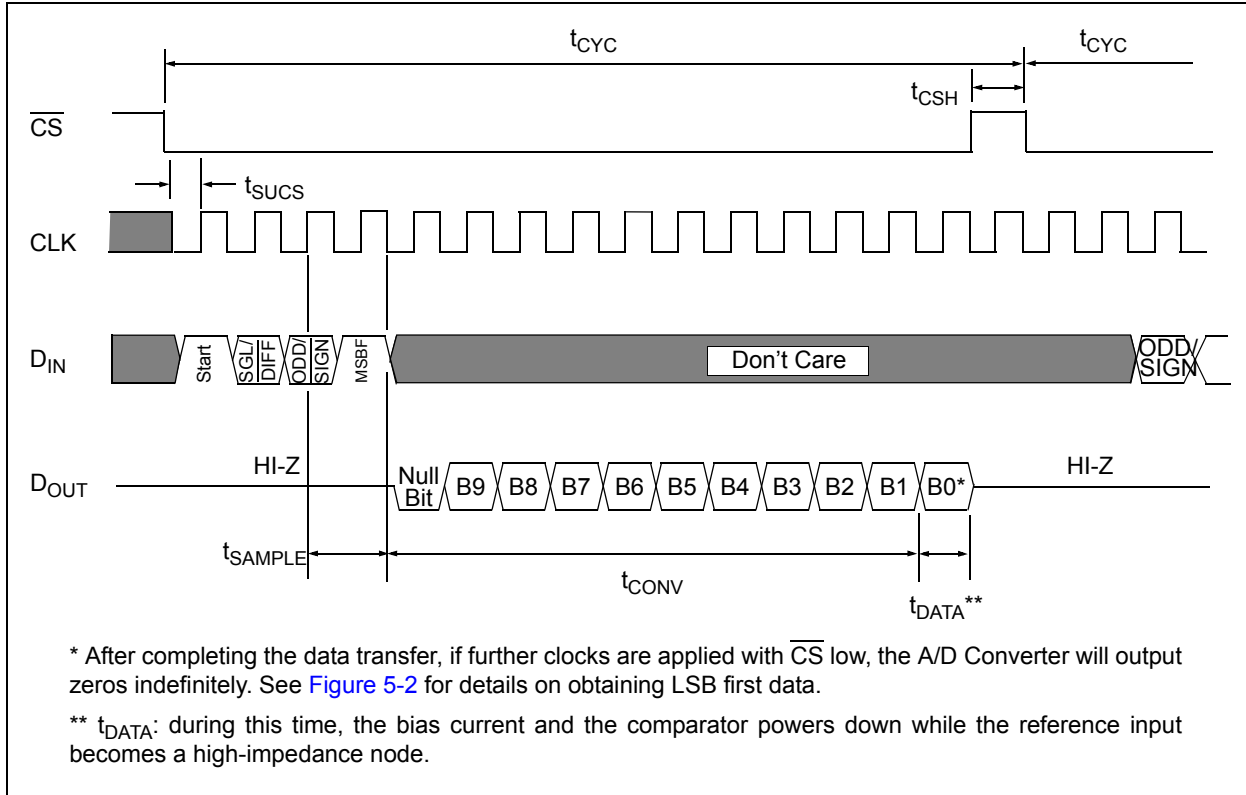 tCYC tCYC
tCSH
CS
tSUCS
CLK
DIN
Start
SGL/
DIFF
ODD/
SIGN
MSBF
Don't Care
ODD/
SIGN
HI-Z
HI-Z
DOUT
Null
Bit
B9 B8 B7 B6 B5 B4 B3 B2 B1 B0*
tSAMPLE
tCONV
tDATA**
* After completing the data transfer, if further clocks are applied with CS low, the A/D Converter will output
zeros indefinitely. See Figure 5-2 for details on obtaining LSB first data.
** tDATA: during this time, the bias current and the comparator powers down while the reference input
becomes a high-impedance node.